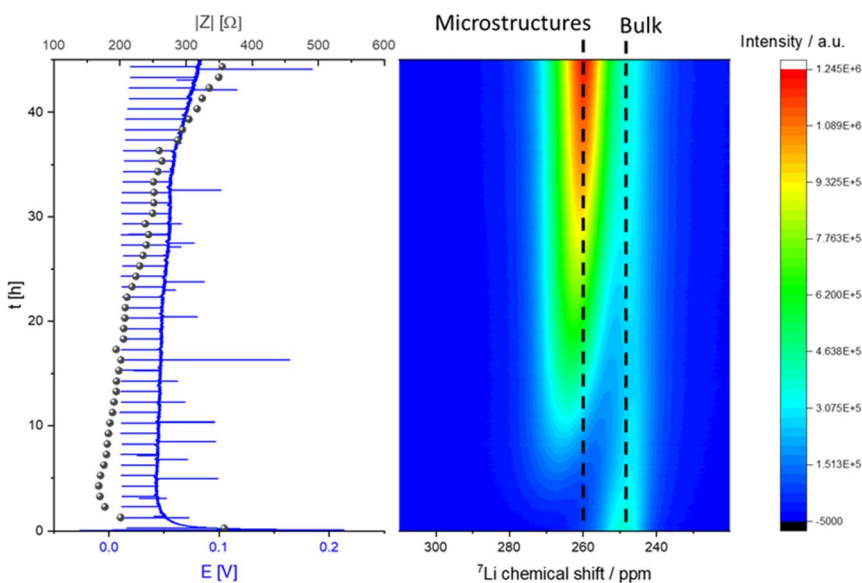 |Z| [Ω]
100 200 300 400 500 600
Microstructures Bulk
Intensity / a.u.
1.245E+6
1.089E+6
9.325E+5
7.763E+5
6.200E+5
4.638E+5
3.075E+5
1.513E+5
-5000
40
30
20
10
0
t [h]
0.0 0.1 0.2
E [V]
300 280 260 240
⁷Li chemical shift / ppm